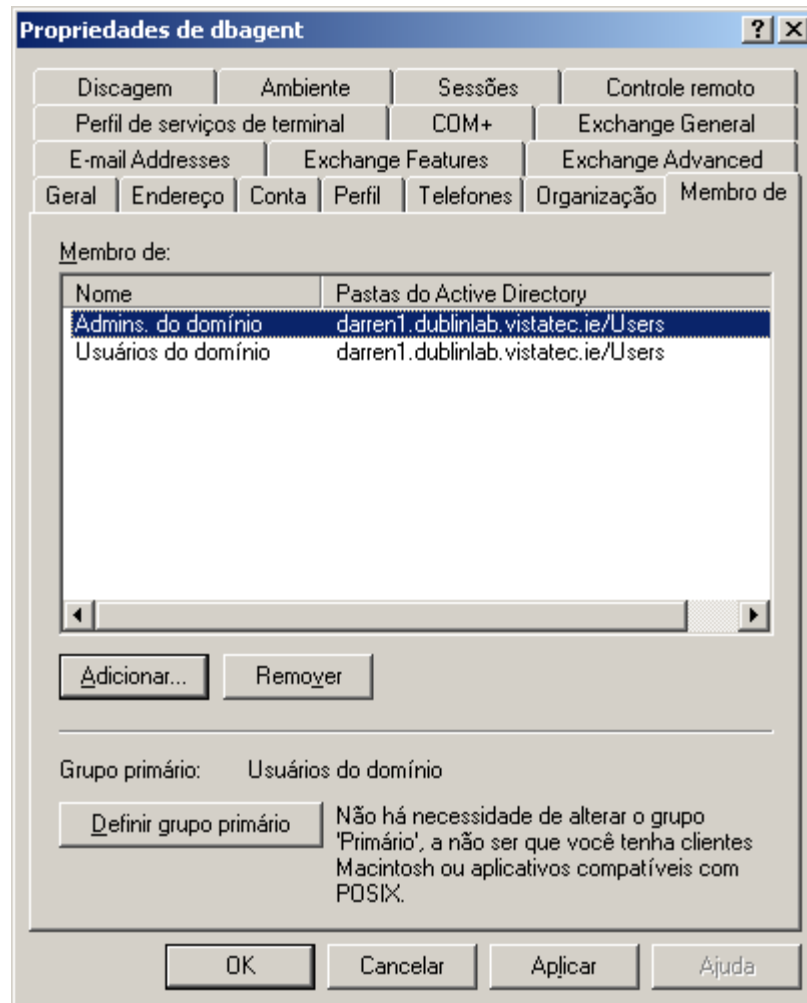 Propriedades de dbagent
Discagem Ambiente Sessões Controle remoto
Perfil de serviços de terminal COM+ Exchange General
E-mail Addresses Exchange Features Exchange Advanced
Geral Endereço Conta Perfil Telefones Organização Membro de
Membro de:
Nome Pastas do Active Directory
Admins. do domínio darren1.dublinlab.vistatec.ie/Users
Usuários do domínio darren1.dublinlab.vistatec.ie/Users
Adicionar... Remover
Grupo primário: Usuários do domínio
Definir grupo primário
Não há necessidade de alterar o grupo
'Primário', a não ser que você tenha clientes
Macintosh ou aplicativos compatíveis com
POSIX.
OK Cancelar Aplicar Ajuda